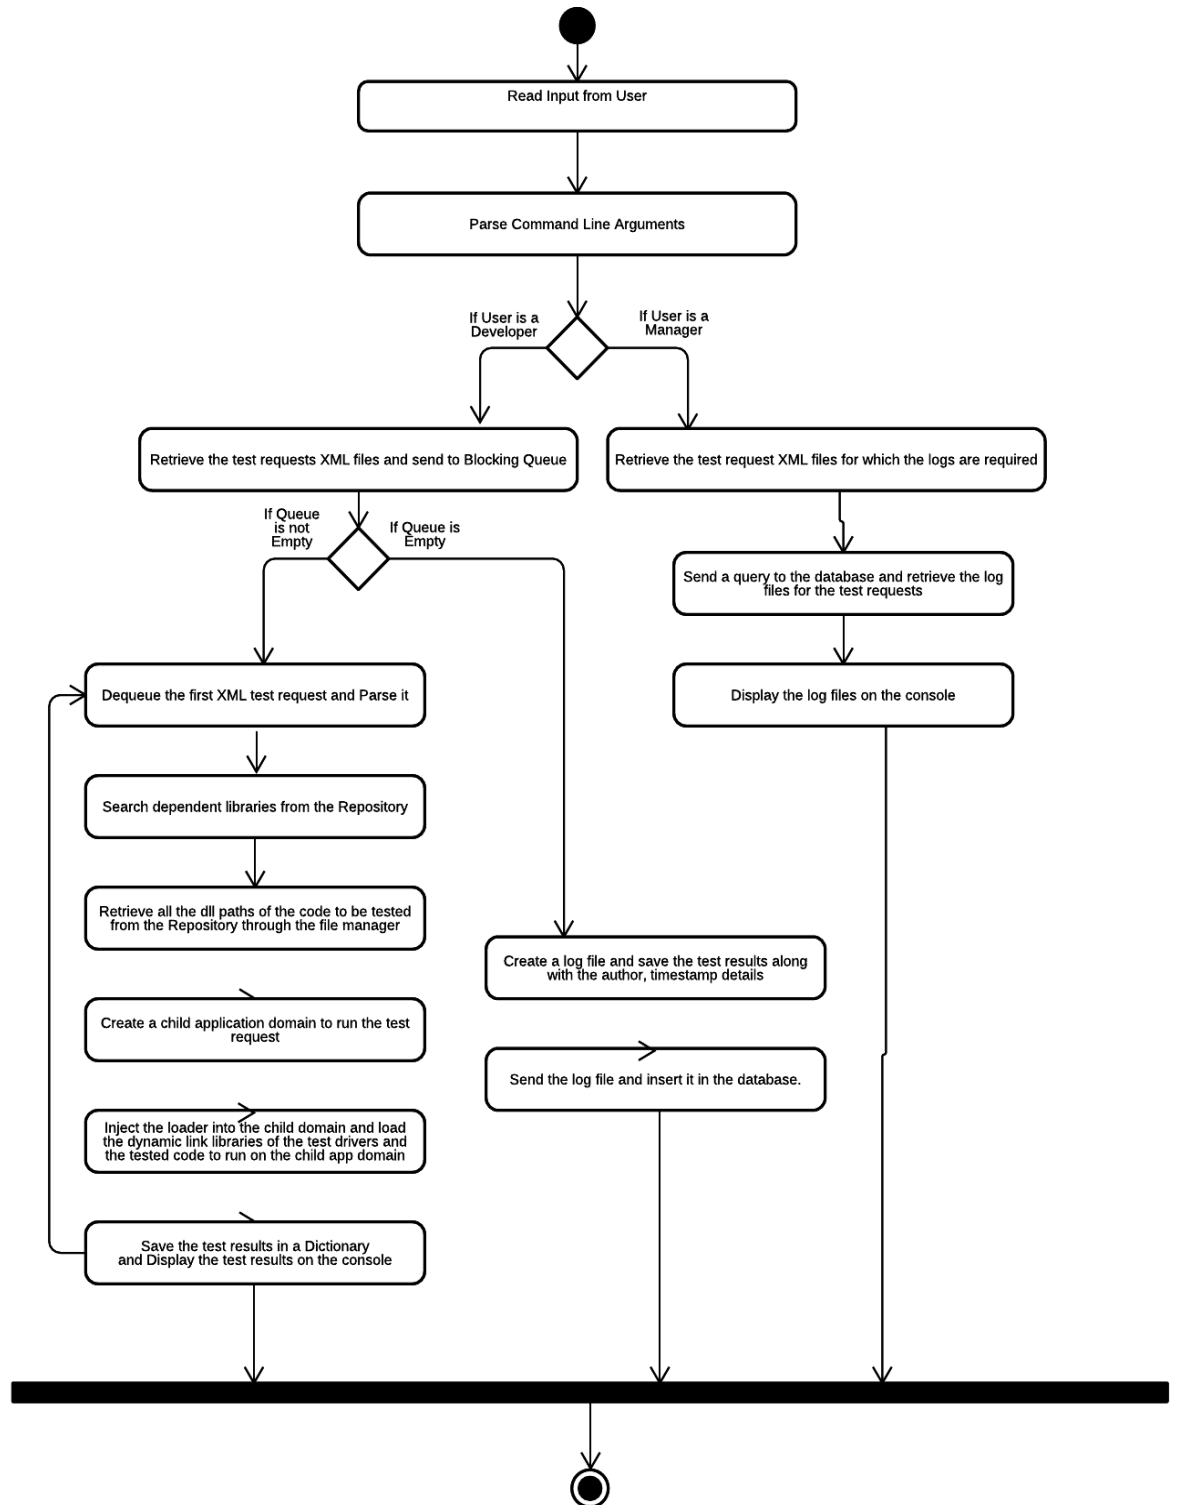 Read Input from User
Parse Command Line Arguments
If User is a
Developer
If User is a
Manager
Retrieve the test requests XML files and send to Blocking Queue
Retrieve the test request XML files for which the logs are required
If Queue
is not
Empty
If Queue is
Empty
Send a query to the database and retrieve the log
files for the test requests
Dequeue the first XML test request and Parse it
Display the log files on the console
Search dependent libraries from the Repository
Retrieve all the dll paths of the code to be tested
from the Repository through the file manager
Create a log file and save the test results along
with the author, timestamp details
Create a child application domain to run the test
request
Send the log file and insert it in the database.
Inject the loader into the child domain and load
the dynamic link libraries of the test drivers and
the tested code to run on the child app domain
Save the test results in a Dictionary
and Display the test results on the console